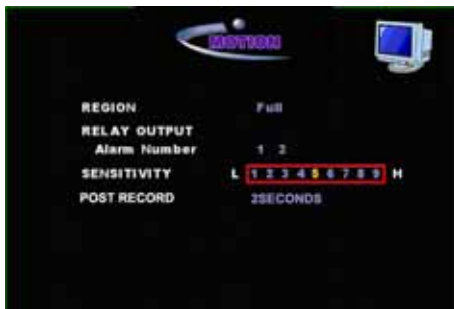 MOTION
REGION Full
RELAY OUTPUT
Alarm Number 1 2
SENSITIVITY L 1 2 3 4 5 6 7 8 9 H
POST RECORD 2SECONDS